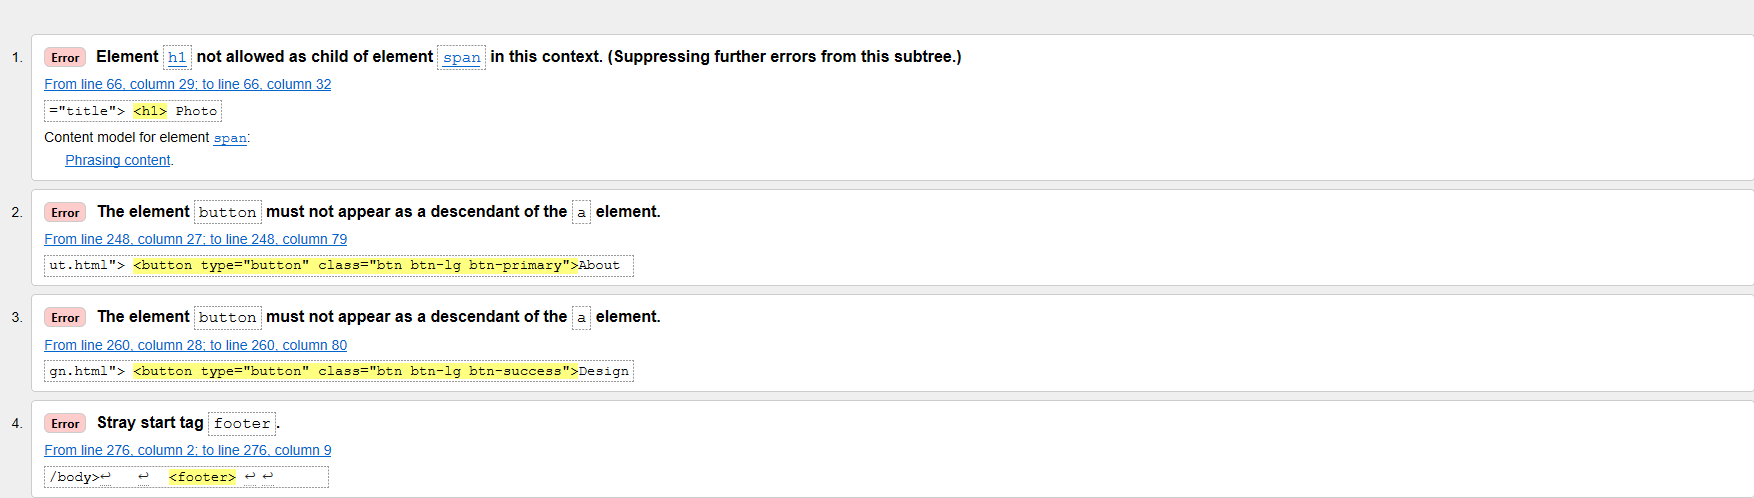 1. Error Element h1 not allowed as child of element span in this context. (Suppressing further errors from this subtree.)
From line 66, column 29; to line 66, column 32
="title"> <h1> Photo
Content model for element span:
Phrasing content.
2. Error The element button must not appear as a descendant of the a element.
From line 248, column 27; to line 248, column 79
ut.html"> <button type="button" class="btn btn-lg btn-primary">About
3. Error The element button must not appear as a descendant of the a element.
From line 260, column 28; to line 260, column 80
gn.html"> <button type="button" class="btn btn-lg btn-success">Design
4. Error Stray start tag footer.
From line 276, column 2; to line 276, column 9
/body>↩ ↩ <footer> ↩ ↩